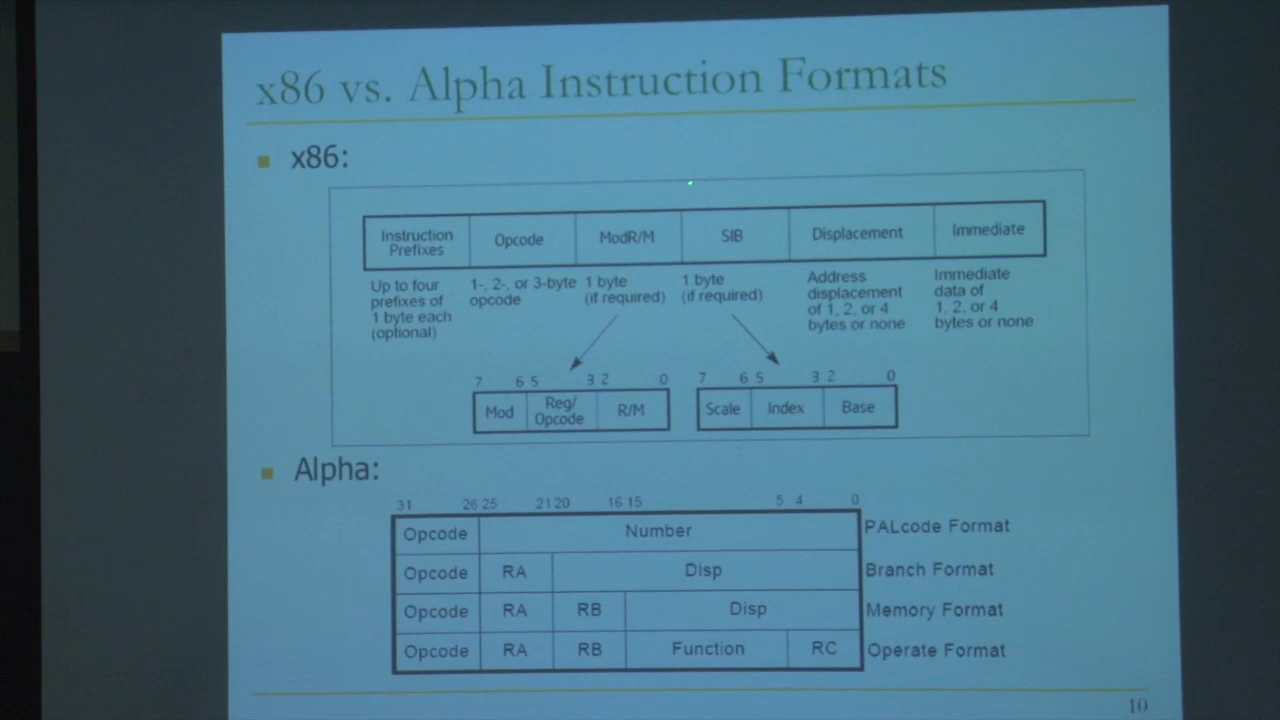 x86 vs. Alpha Instruction Formats
x86:
Instruction Prefixes
Opcode
ModR/M
SIB
Displacement
Immediate
Up to four
prefixes of
1 byte each
(optional)
1-, 2-, or 3-byte
opcode
1 byte
(if required)
1 byte
(if required)
Address
displacement
of 1, 2, or 4
bytes or none
Immediate
data of
1, 2, or 4
bytes or none
7 6 5 3 2 0
Mod
Reg/
Opcode
R/M
7 6 5 3 2 0
Scale
Index
Base
Alpha:
31 26 25 21 20 16 15 5 4 0
Opcode Number PALcode Format
Opcode RA Disp Branch Format
Opcode RA RB Disp Memory Format
Opcode RA RB Function RC Operate Format
10